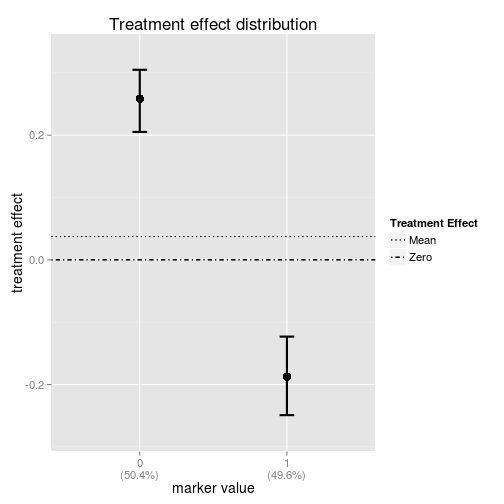 Treatment effect distribution
treatment effect
0.2
0.0
-0.2
0
(50.4%)
1
(49.6%)
marker value
Treatment Effect
Mean
Zero